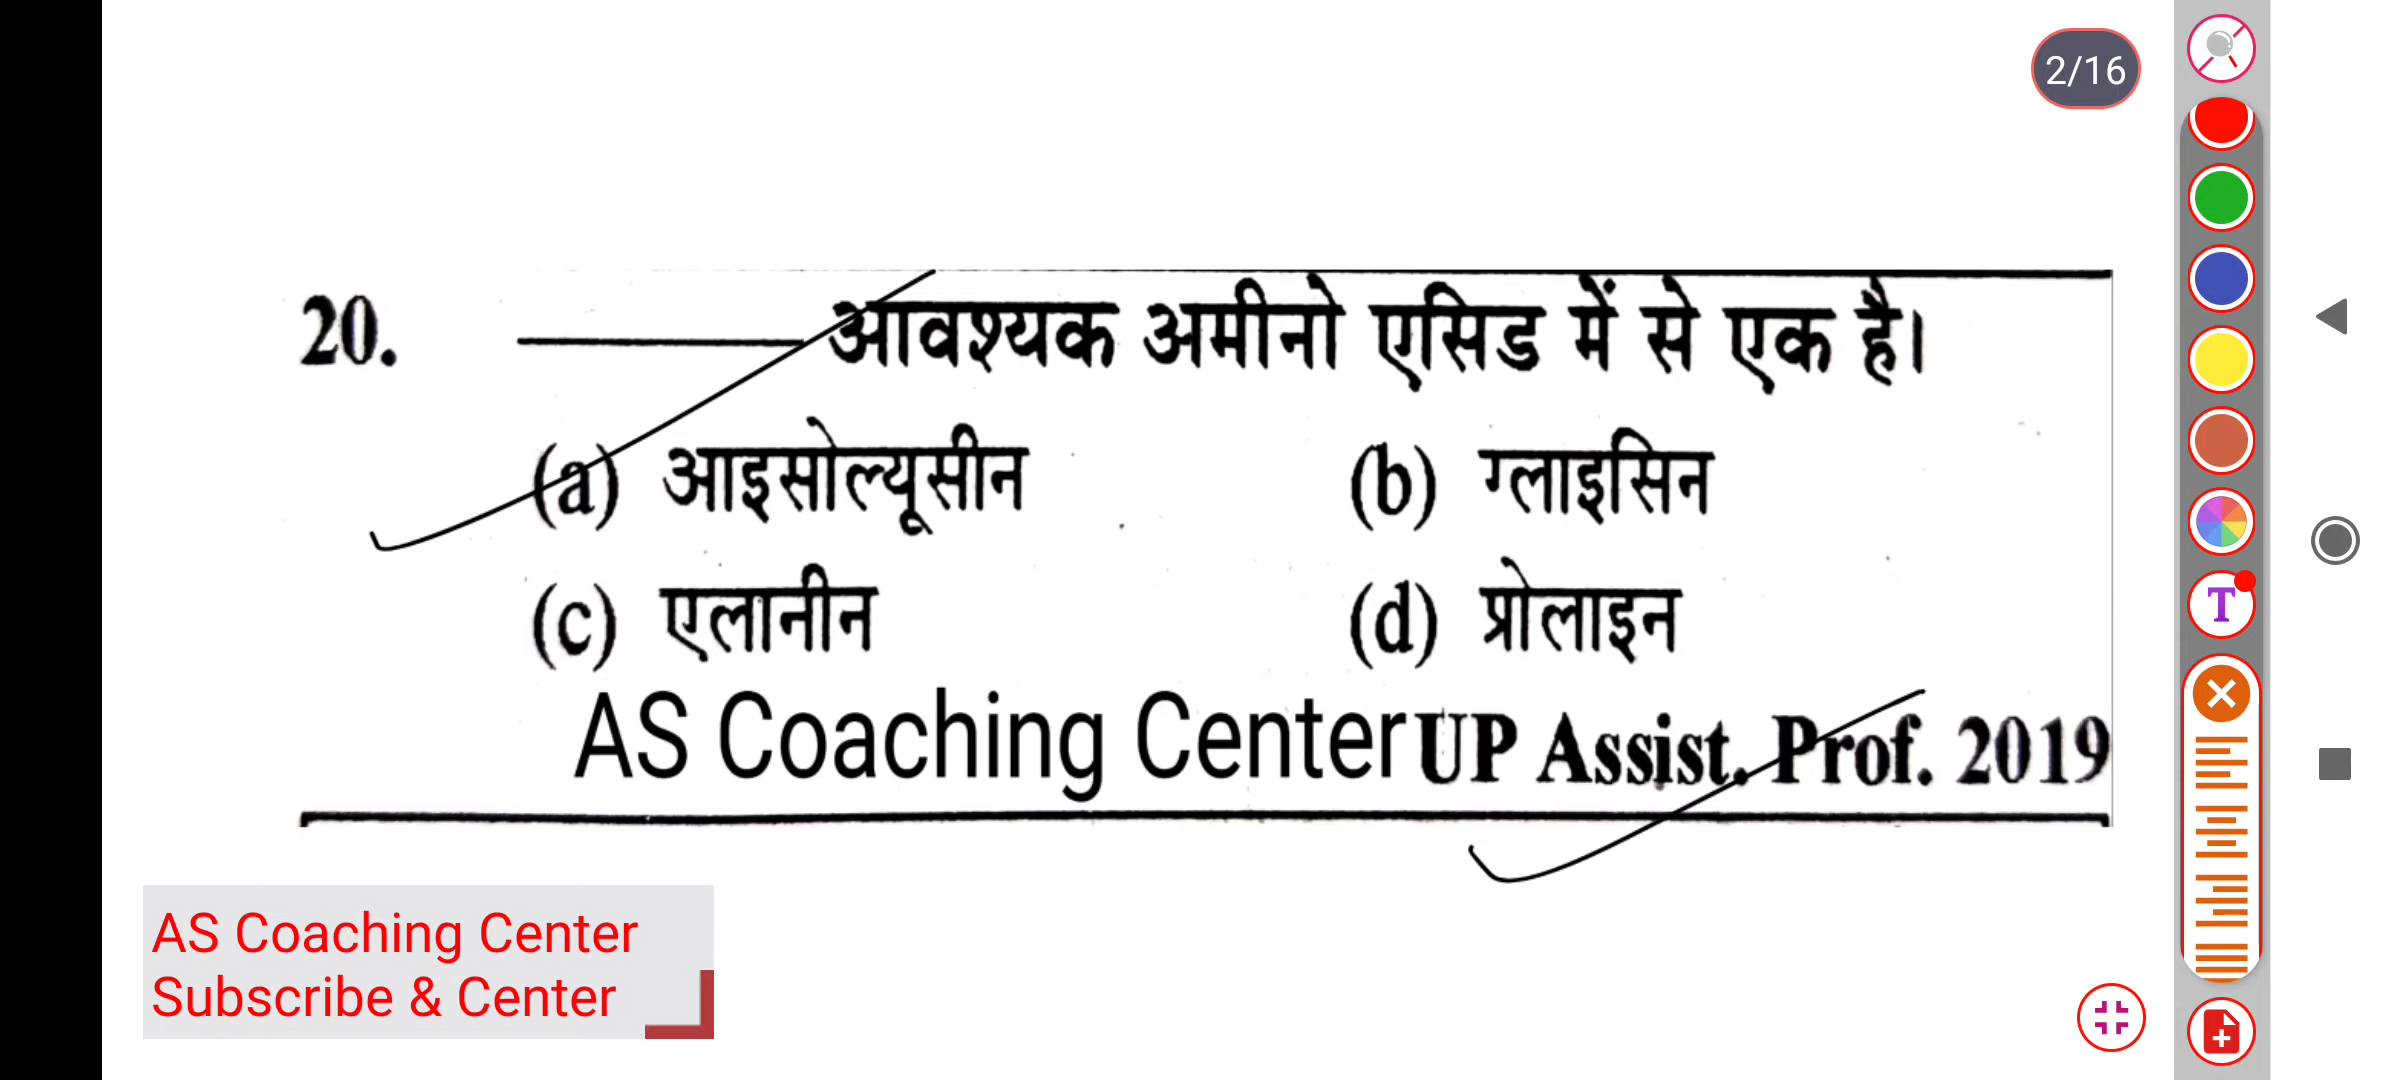 2/16
20. ________ आवश्यक अमीनो एसिड में से एक है।
(a) आइसोल्यूसीन (b) ग्लाइसिन
(c) एलानीन (d) प्रोलाइन
AS Coaching Center UP Assist. Prof. 2019
AS Coaching Center
Subscribe & Center
T